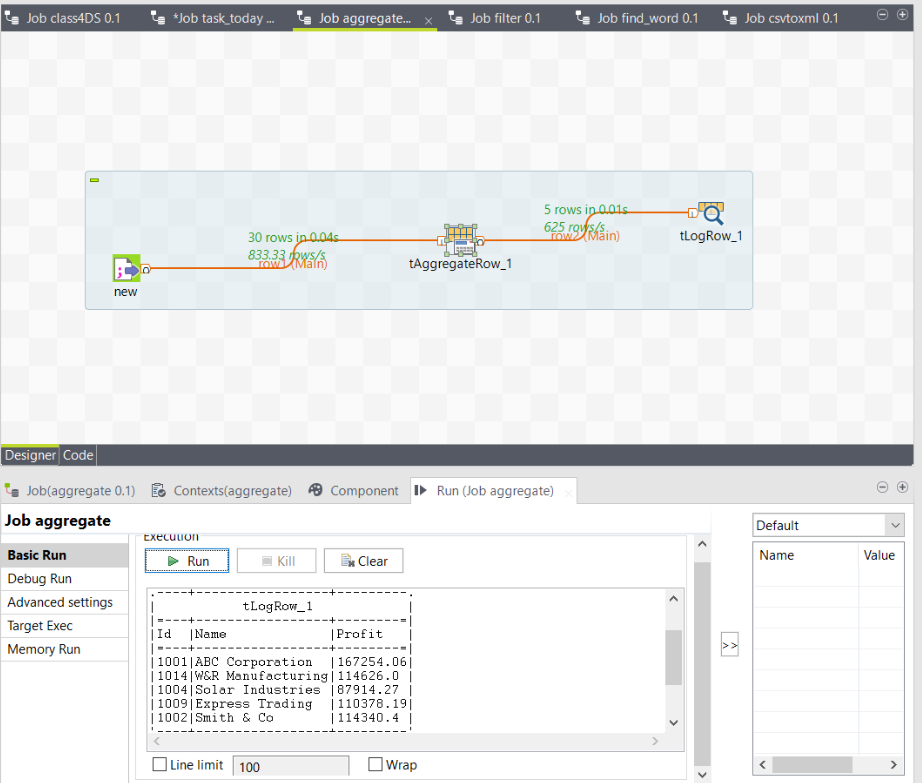 Job class4DS 0.1
*Job task_today ...
Job aggregate...
Job filter 0.1
Job find_word 0.1
Job csvtoxml 0.1
5 rows in 0.01s
625 rows/s
row2 (Main)
tLogRow_1
30 rows in 0.04s
833.33 rows/s
row1 (Main)
tAggregateRow_1
new
Designer
Code
Job(aggregate 0.1)
Contexts(aggregate)
Component
Run (Job aggregate)
Job aggregate
Basic Run
Debug Run
Advanced settings
Target Exec
Memory Run
Execution
Run
Kill
Clear
.----+--------------------+---------.
|             tLogRow_1             |
|=----+-------------------+--------=|
|Id  |Name               |Profit   |
|=----+-------------------+--------=|
|1001|ABC Corporation  |167254.06|
|1014|W&R Manufacturing|114626.0 |
|1004|Solar Industries |87914.27 |
|1009|Express Trading  |110378.19|
|1002|Smith & Co       |114340.4 |
'----+--------------------+---------'
Line limit
100
Wrap
>>
Default
Name
Value